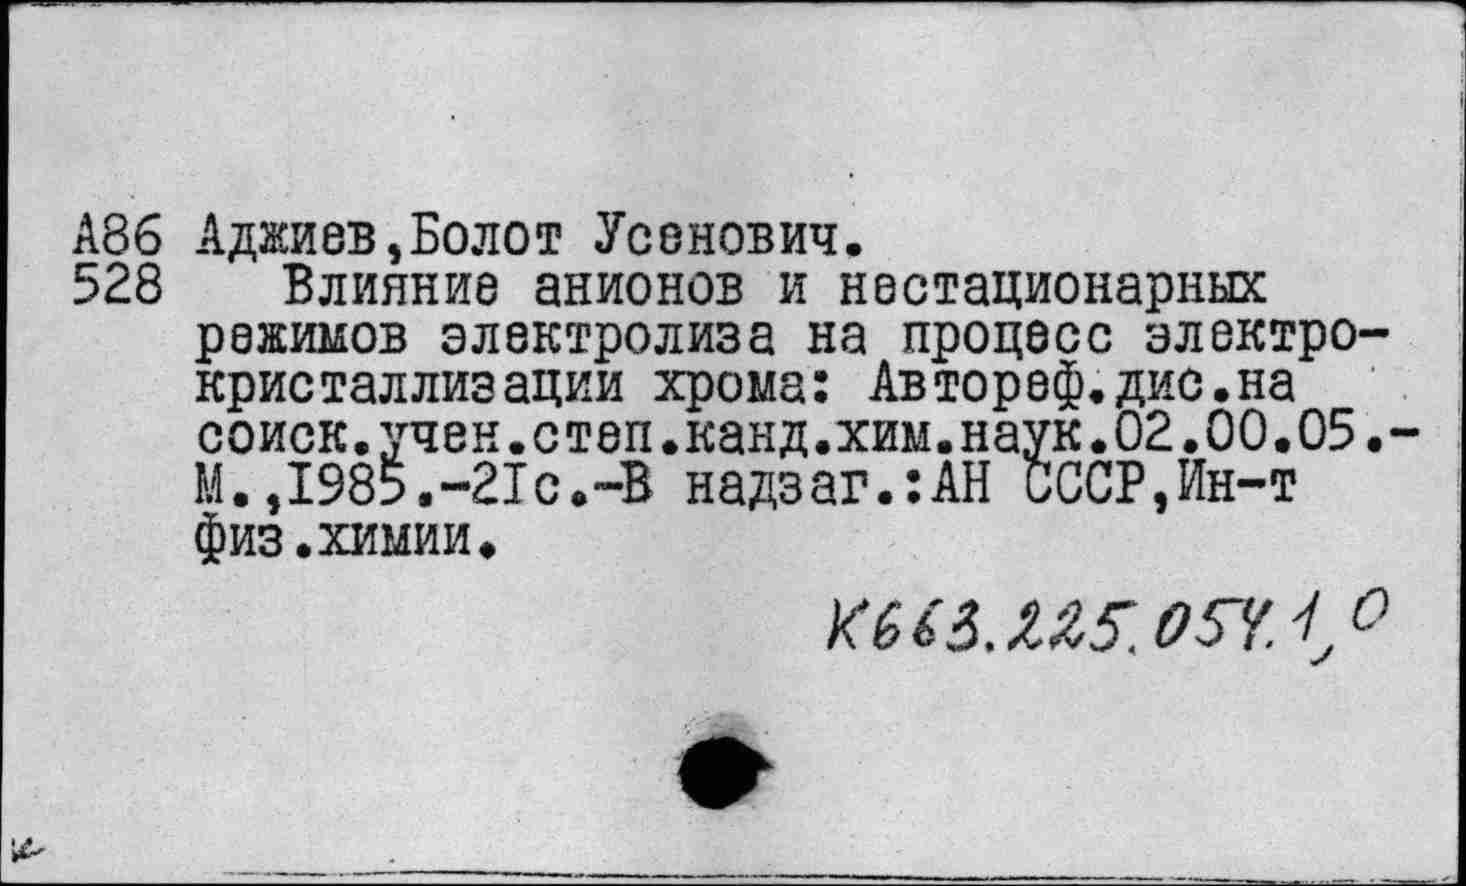 А86 Аджиев,Болот Усенович.
528 Влияние анионов и нестационарных
режимов электролиза на процесс электро-
кристаллизации хрома: Автореф.дис.на
соиск.учен.степ.канд.хим.наук.02.00.05.-
М.,1985.-21с.-В надзаг.:АН СССР,Ин-т
физ.химии.
К663.225.054.1,0